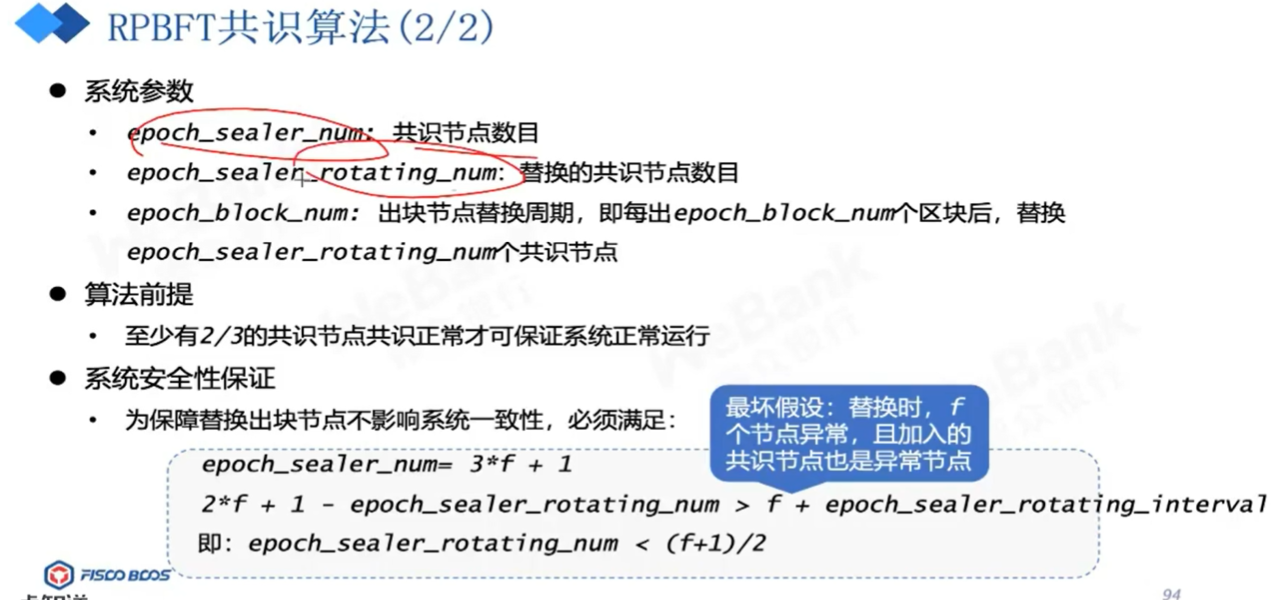 RPBFT共识算法(2/2)
● 系统参数
• epoch_sealer_num: 共识节点数目
• epoch_sealer_rotating_num: 替换的共识节点数目
• epoch_block_num: 出块节点替换周期，即每出epoch_block_num个区块后，替换
epoch_sealer_rotating_num个共识节点
● 算法前提
• 至少有2/3的共识节点共识正常才可保证系统正常运行
● 系统安全性保证
• 为保障替换出块节点不影响系统一致性，必须满足：
最坏假设：替换时，f
个节点异常，且加入的
共识节点也是异常节点
epoch_sealer_num= 3*f + 1
2*f + 1 - epoch_sealer_rotating_num > f + epoch_sealer_rotating_interval
即：epoch_sealer_rotating_num < (f+1)/2
FISCO BCOS
94
WeBank
WeBank
WeBank